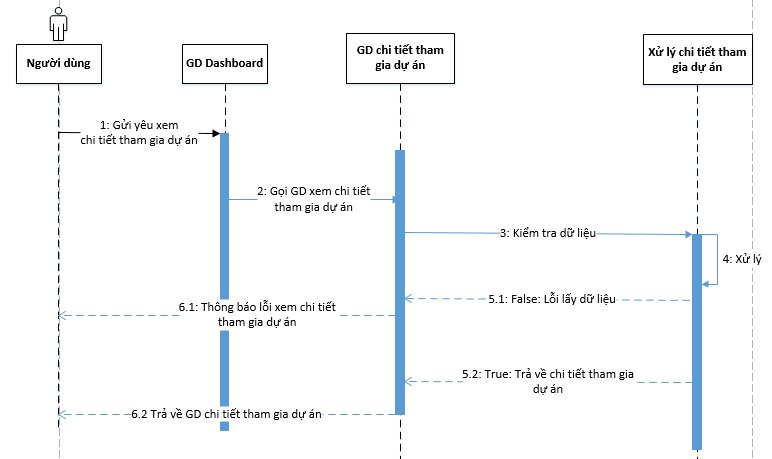 Người dùng
GD Dashboard
GD chi tiết tham
gia dự án
Xử lý chi tiết tham
gia dự án
1: Gửi yêu xem
chi tiết tham gia dự án
2: Gọi GD xem chi tiết
tham gia dự án
3: Kiểm tra dữ liệu
4: Xử lý
5.1: False: Lỗi lấy dữ liệu
6.1: Thông báo lỗi xem chi tiết
tham gia dự án
5.2: True: Trả về chi tiết tham gia
dự án
6.2 Trả về GD chi tiết tham gia dự án